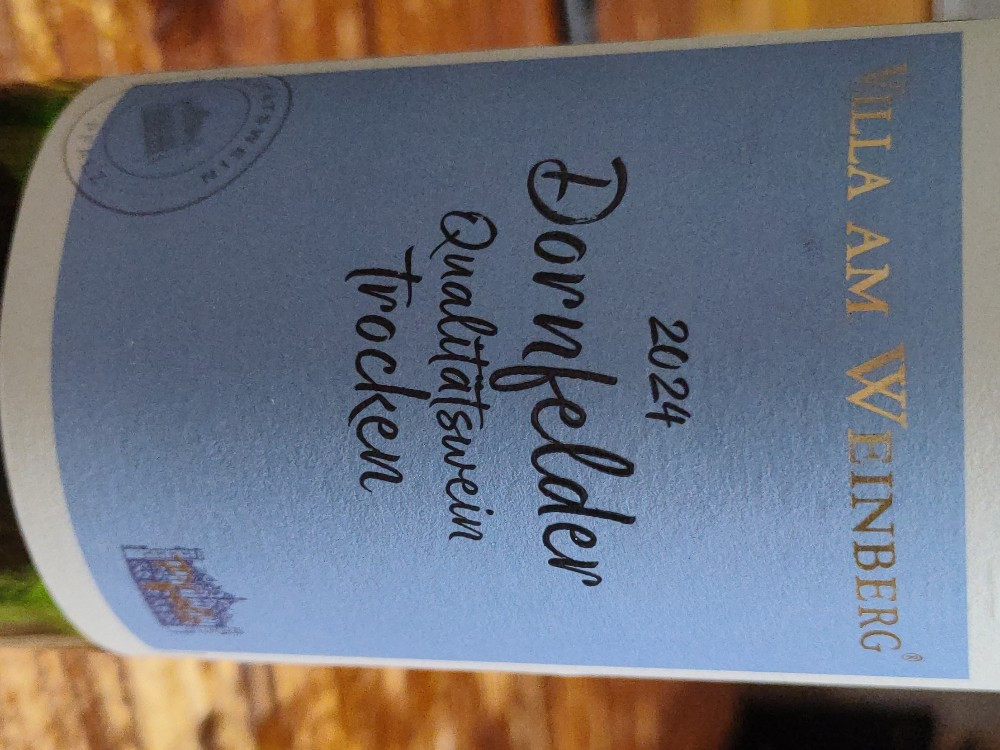 VILLA AM WEINBERG®
2024
Dornfelder
Qualitätswein
trocken